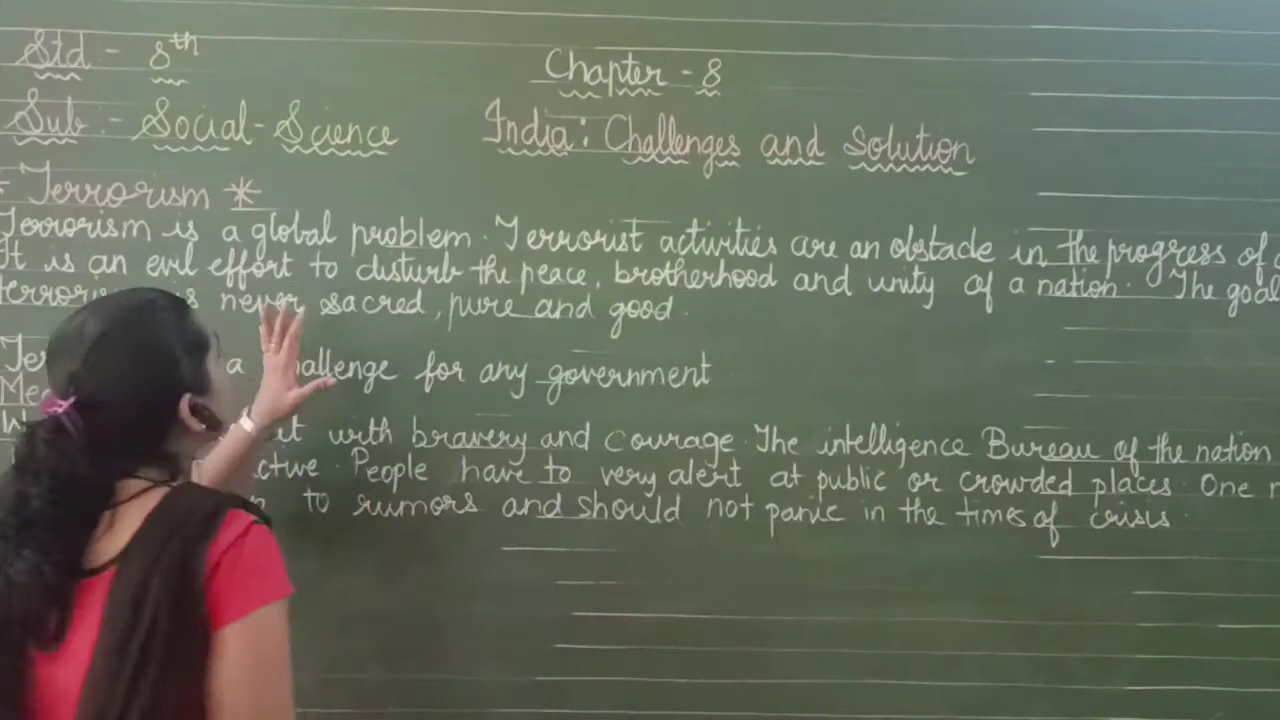 Std - 8th
Chapter - 8
Sub :- Social-Science
India: Challenges and Solution
Terrorism *
Terrorism is a global problem. Terrorist activities are an obstacle in the progress of
It is an evil effort to disturb the peace, brotherhood and unity of a nation. The goal
never sacred, pure and good.
a challenge for any government
it with bravery and courage. The intelligence Bureau of the nation
People have to very alert at public or crowded places. One
to rumors and should not panic in the times of crisis.